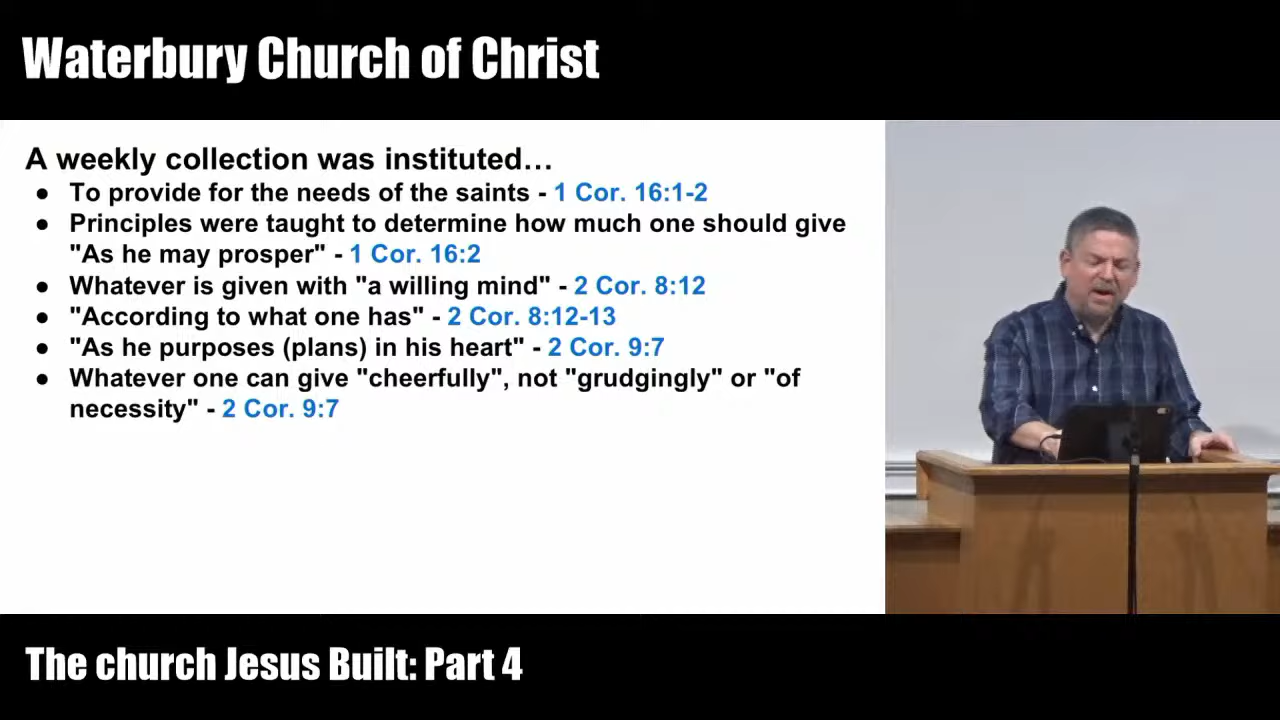 Waterbury Church of Christ
A weekly collection was instituted...
● To provide for the needs of the saints - 1 Cor. 16:1-2
● Principles were taught to determine how much one should give
"As he may prosper" - 1 Cor. 16:2
● Whatever is given with "a willing mind" - 2 Cor. 8:12
● "According to what one has" - 2 Cor. 8:12-13
● "As he purposes (plans) in his heart" - 2 Cor. 9:7
● Whatever one can give "cheerfully", not "grudgingly" or "of
necessity" - 2 Cor. 9:7
The church Jesus Built: Part 4